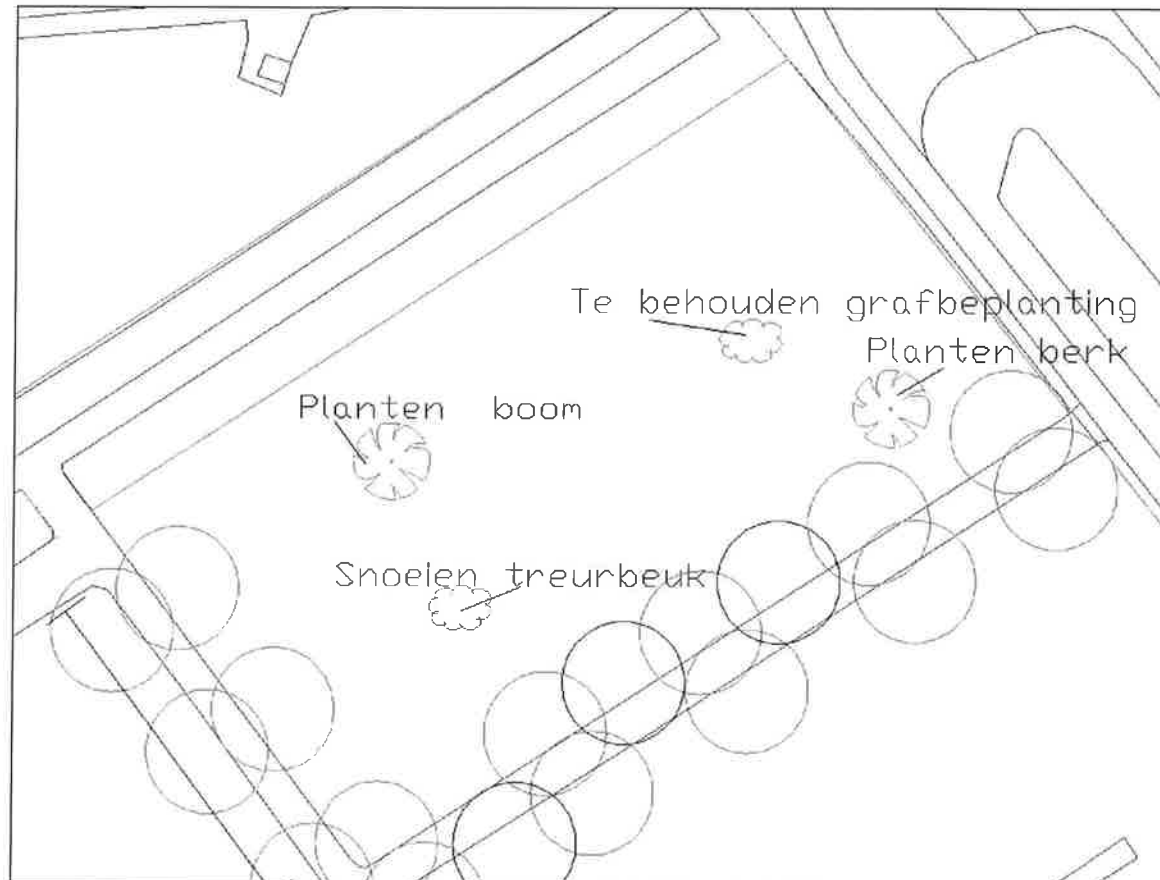 Te behouden grafbeplanting
Planten berk
Planten boom
Snoeien treurbeuk